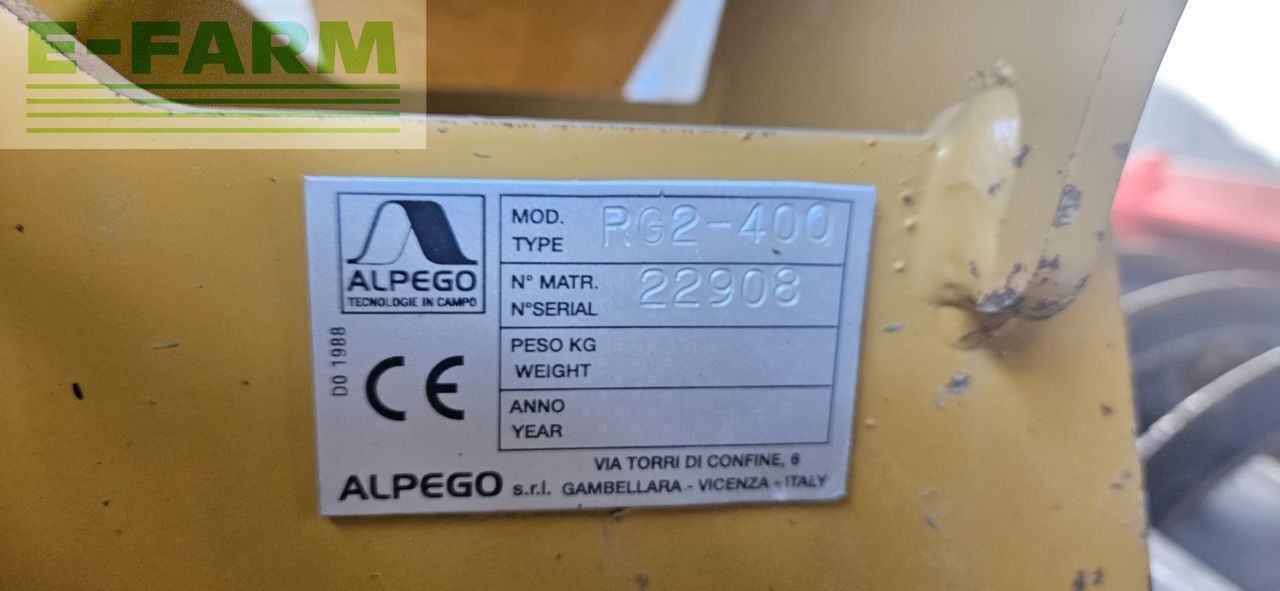 E-FARM
ALPEGO
TECNOLOGIE IN CAMPO
D0 1988
CE
MOD. TYPE RG2-400
N° MATR. N°SERIAL 22908
PESO KG
WEIGHT
ANNO
YEAR
VIA TORRI DI CONFINE, 6
ALPEGO s.r.l. GAMBELLARA - VICENZA - ITALY